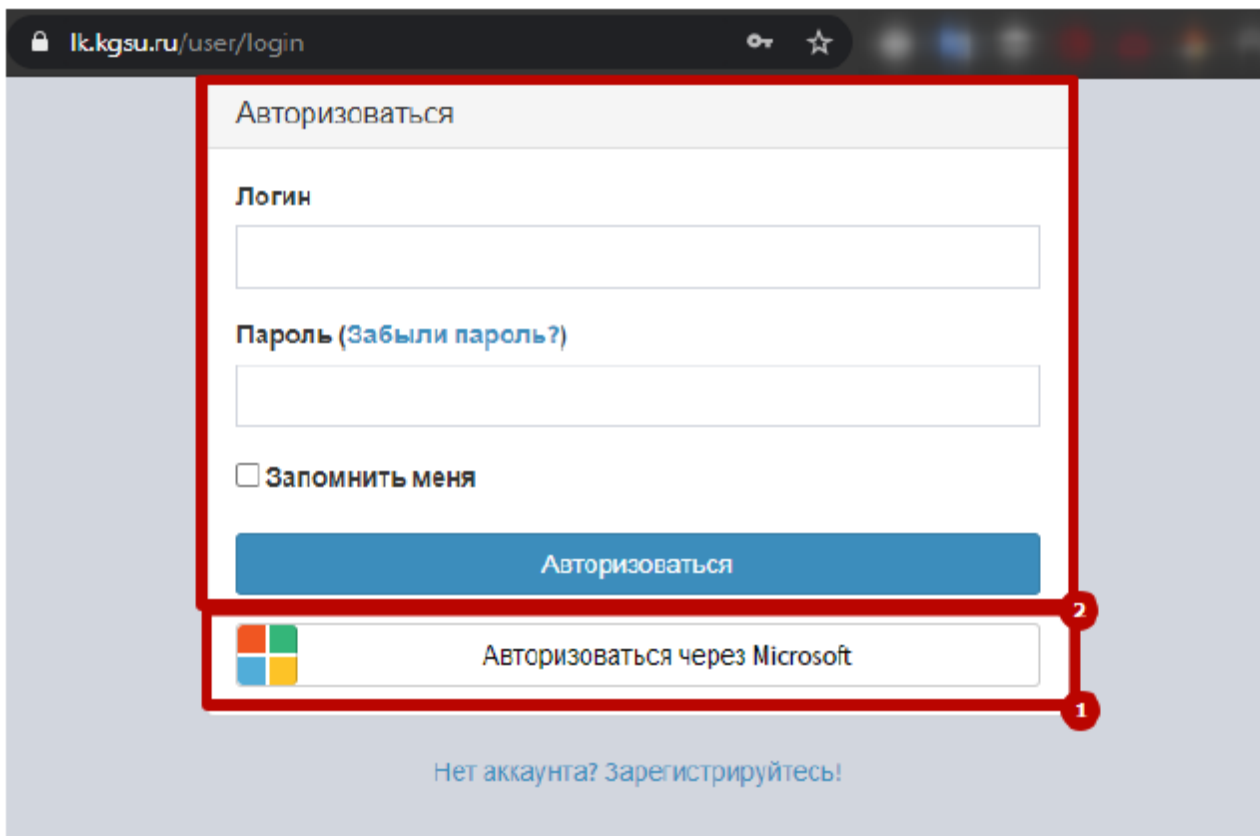 lk.kgsu.ru/user/login
Авторизоваться
Логин
Пароль (Забыли пароль?)
Запомнить меня
Авторизоваться
2
Авторизоваться через Microsoft
1
Нет аккаунта? Зарегистрируйтесь!